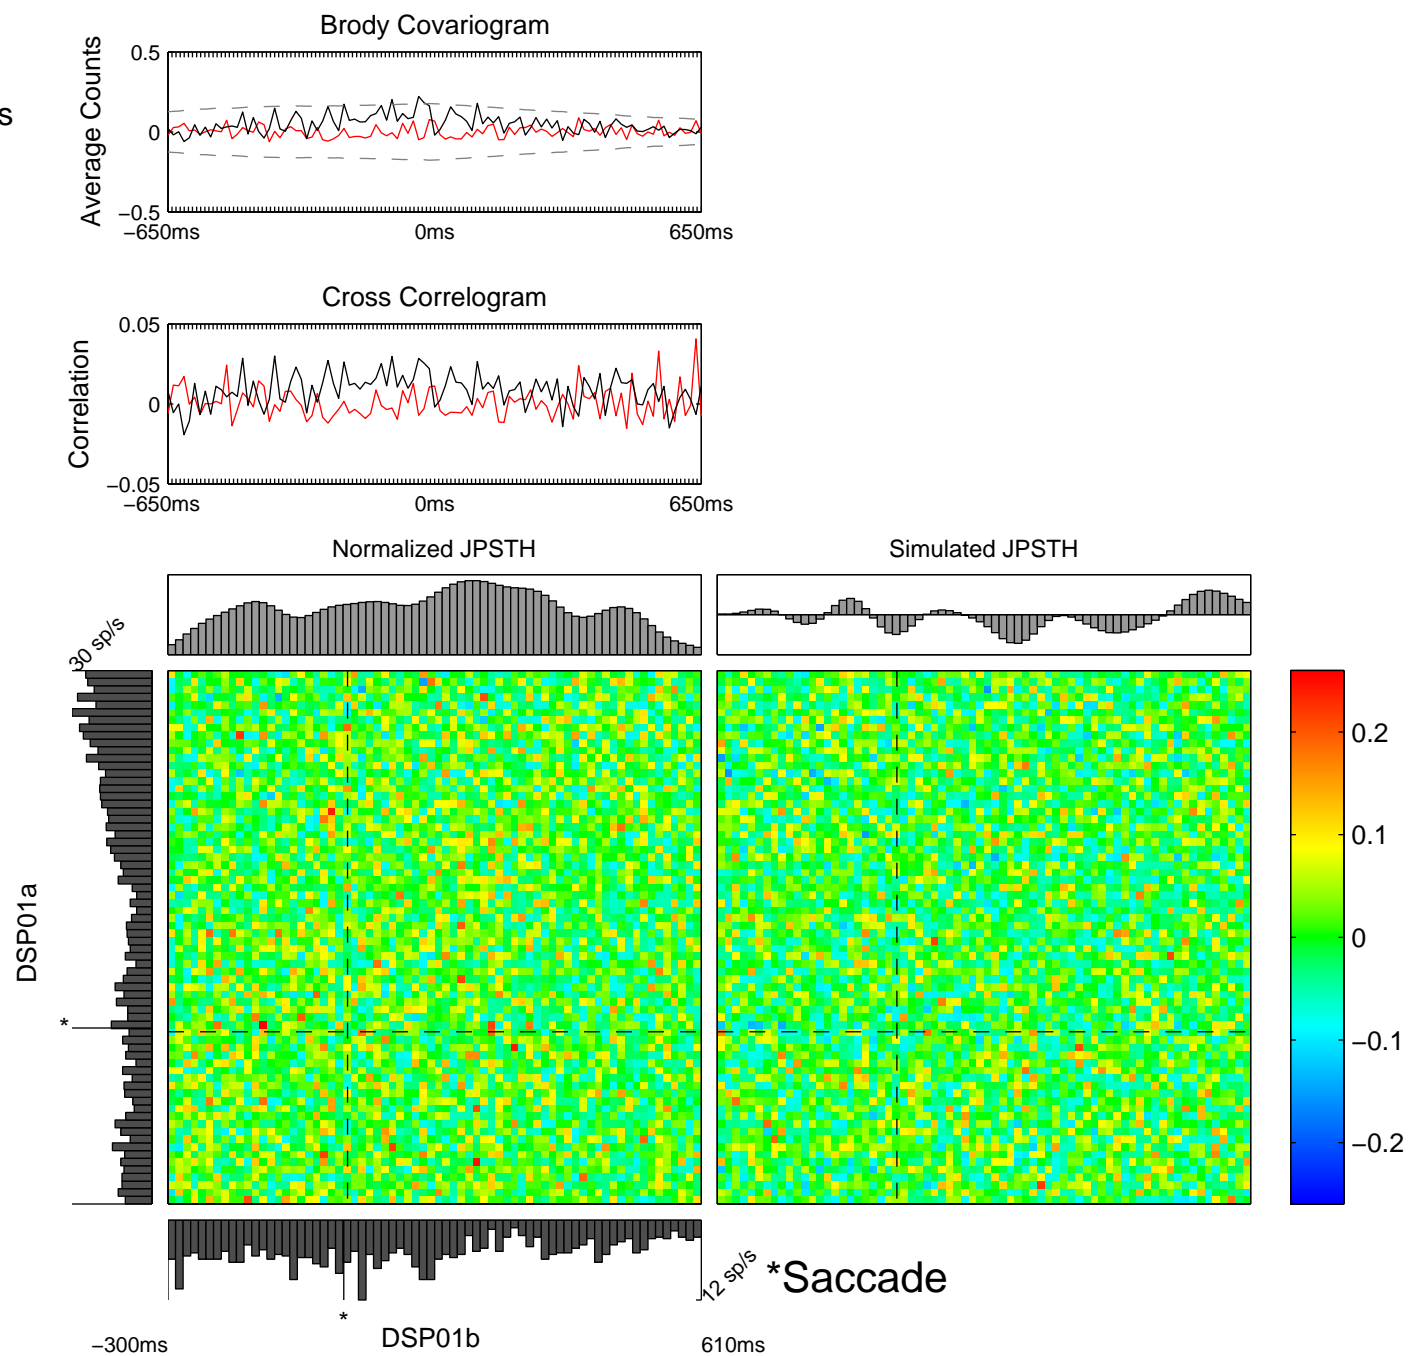 Brody Covariogram
s
Average Counts
0.5
0
−0.5
−650ms
0ms
650ms
Cross Correlogram
Correlation
0.05
0
−0.05
−650ms
0ms
650ms
Normalized JPSTH
Simulated JPSTH
30 sp/s
DSP01a
*
0.2
0.1
0
−0.1
−0.2
12 sp/s
*Saccade
*
DSP01b
−300ms
610ms